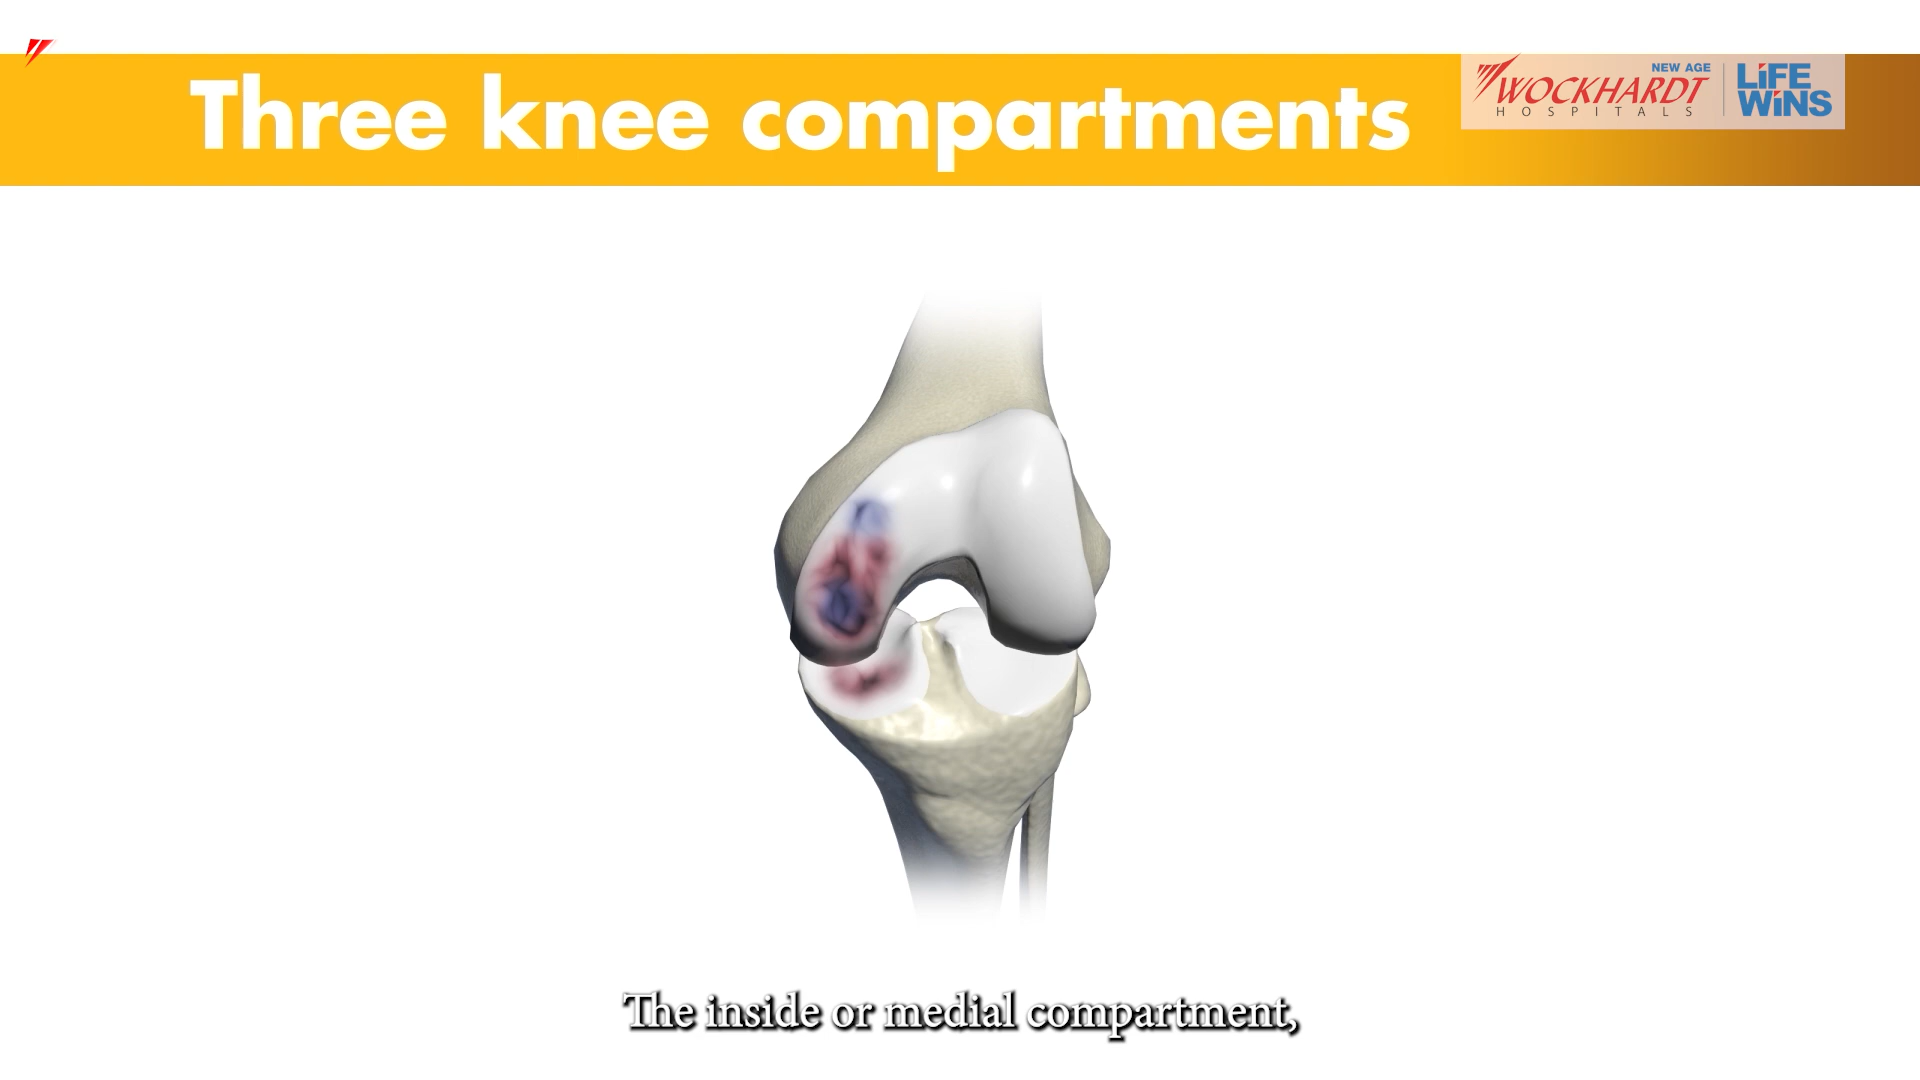 Three knee compartments
NEW AGE
WOCKHARDT
HOSPITALS
LiFE
WiNS
The inside or medial compartment,